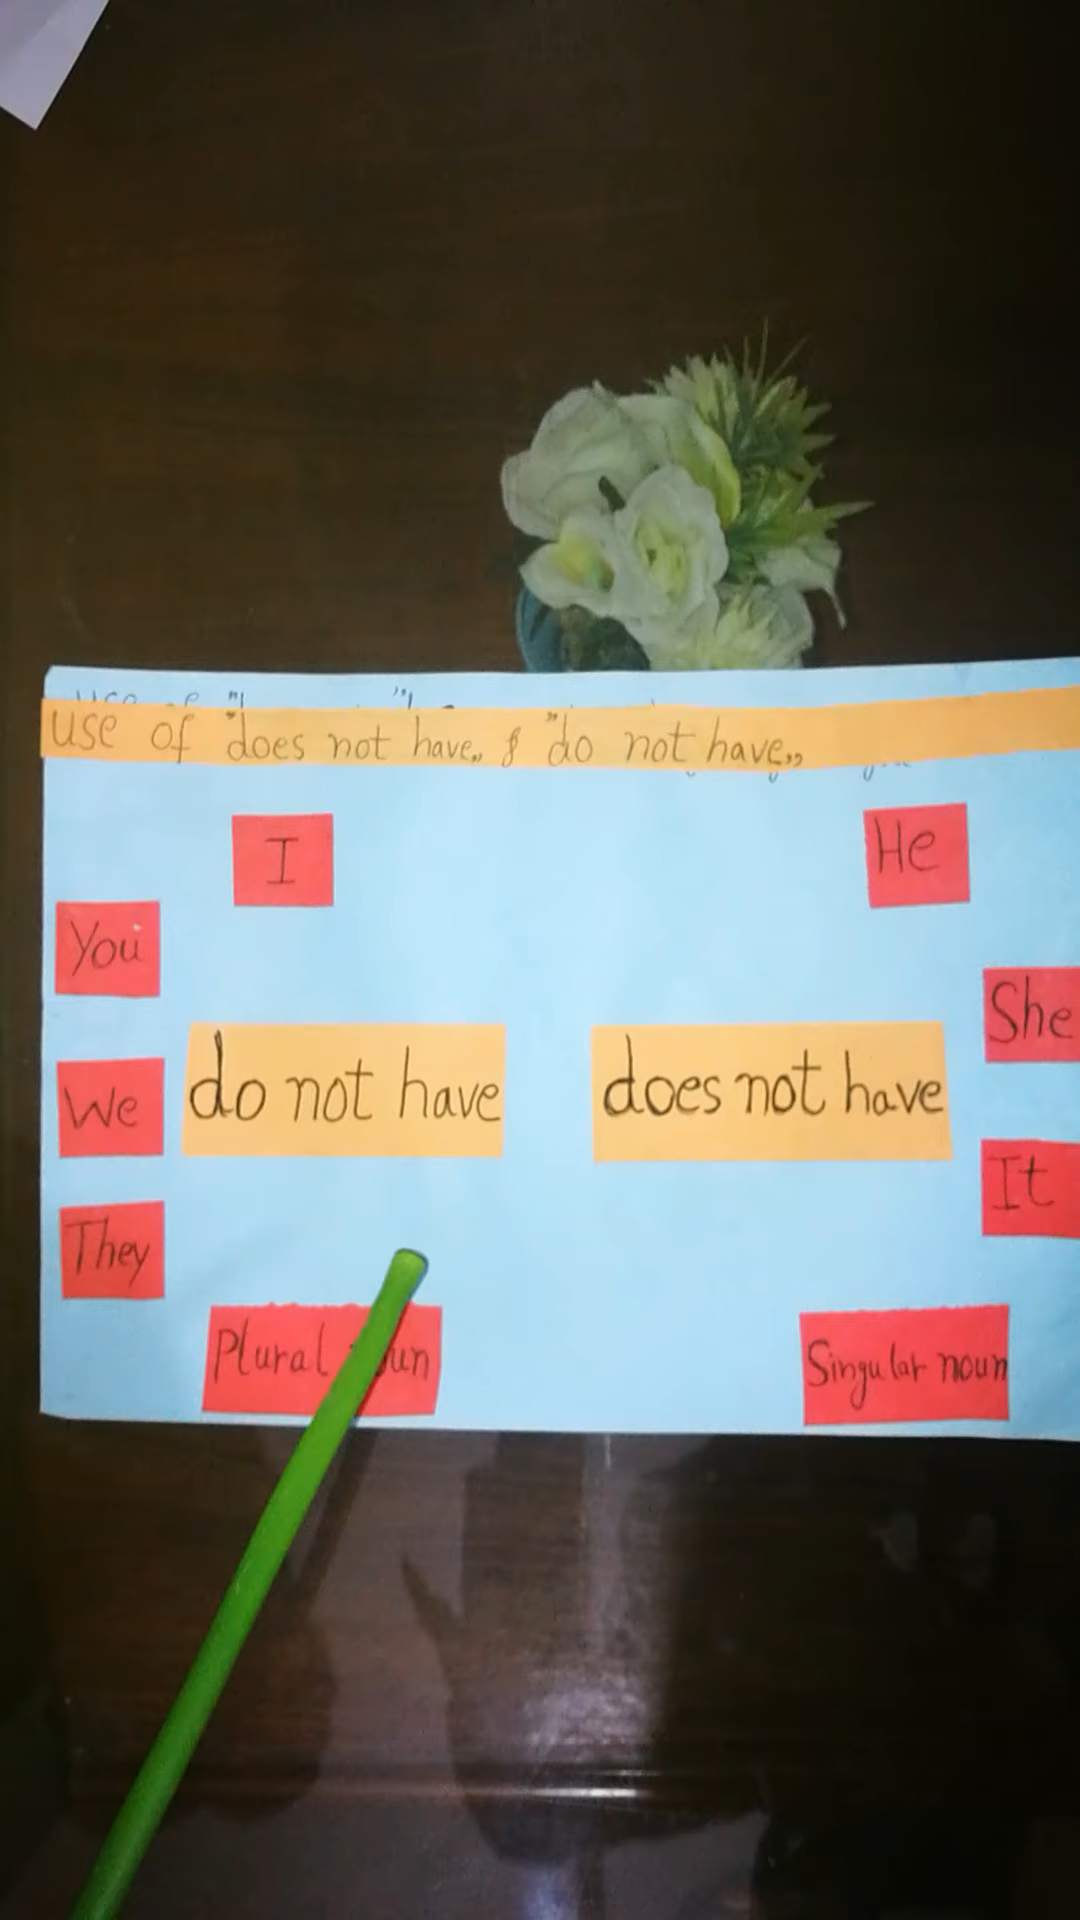 use of "does not have„ & "do not have„
I
He
You
She
do not have
does not have
We
It
They
Plural
Singular noun